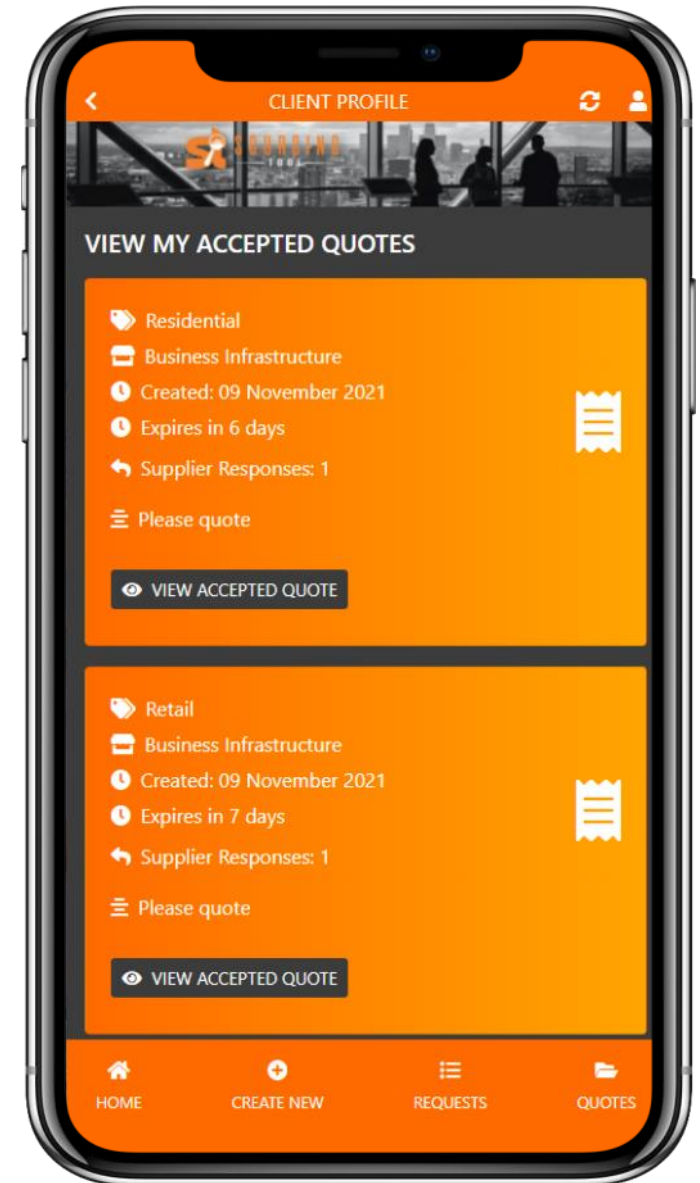 CLIENT PROFILE
SOURCING
TOOL
VIEW MY ACCEPTED QUOTES
Residential
Business Infrastructure
Created: 09 November 2021
Expires in 6 days
Supplier Responses: 1
Please quote
VIEW ACCEPTED QUOTE
Retail
Business Infrastructure
Created: 09 November 2021
Expires in 7 days
Supplier Responses: 1
Please quote
VIEW ACCEPTED QUOTE
HOME CREATE NEW REQUESTS QUOTES